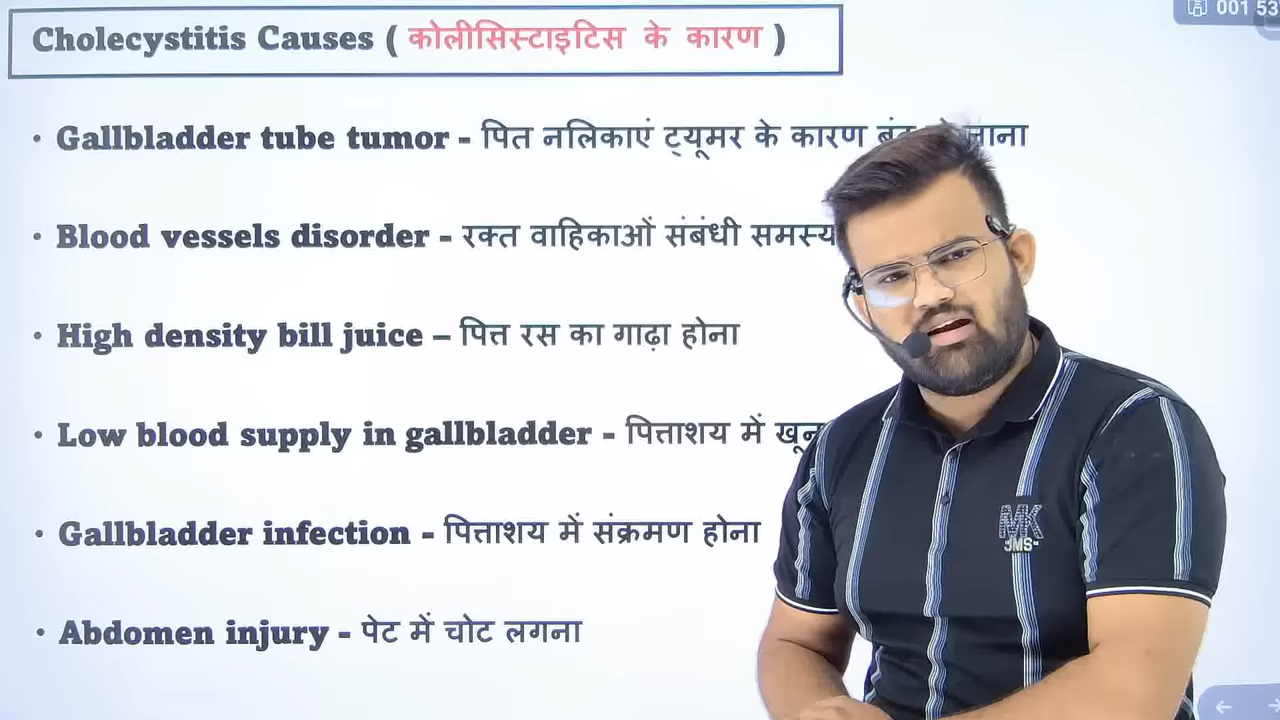 001 53
Cholecystitis Causes ( कोलीसिस्टाइटिस के कारण )
• Gallbladder tube tumor - पित नलिकाएं ट्यूमर के कारण
• Blood vessels disorder - रक्त वाहिकाओं संबंधी
• High density bill juice – पित्त रस का गाढ़ा होना
• Low blood supply in gallbladder - पित्ताशय में
• Gallbladder infection - पित्ताशय में संक्रमण होना
• Abdomen injury - पेट में चोट लगना
MK
JMS-